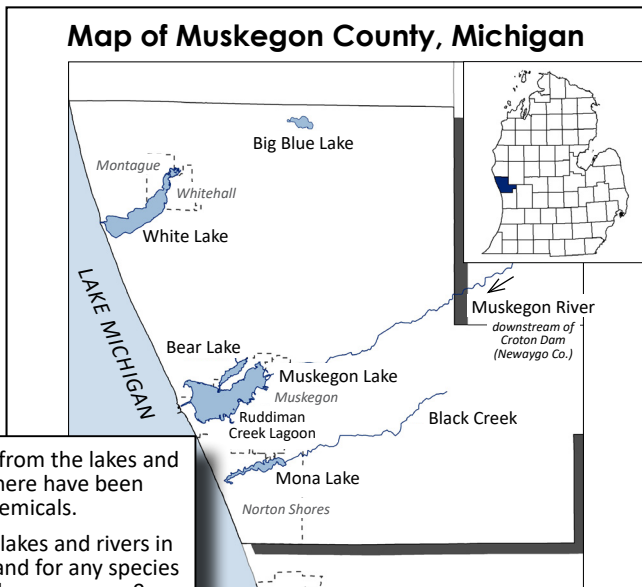 Map of Muskegon County, Michigan
Big Blue Lake
Montague
Whitehall
White Lake
LAKE MICHIGAN
Muskegon River
downstream of
Croton Dam
(Newaygo Co.)
Bear Lake
Muskegon Lake
Muskegon
Ruddiman
Creek Lagoon
Black Creek
Mona Lake
Norton Shores
from the lakes and
here have been
emicals.
lakes and rivers in
and for any species